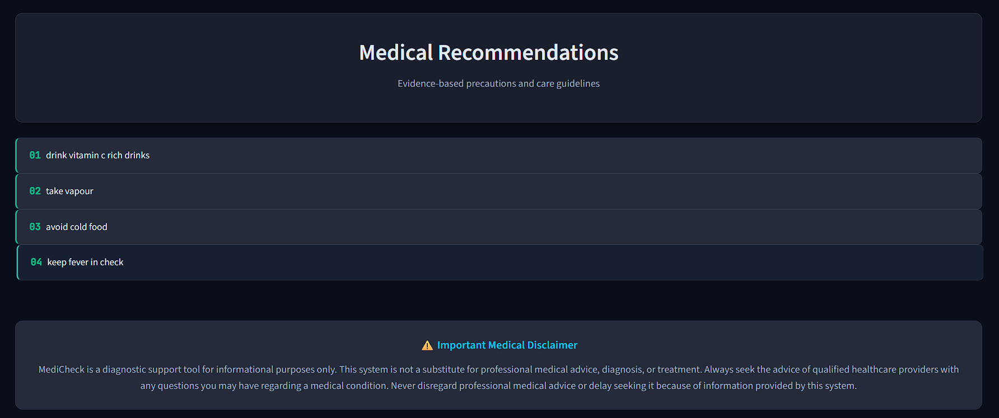 Medical Recommendations
Evidence-based precautions and care guidelines
01 drink vitamin c rich drinks
02 take vapour
03 avoid cold food
04 keep fever in check
⚠️ Important Medical Disclaimer
MediCheck is a diagnostic support tool for informational purposes only. This system is not a substitute for professional medical advice, diagnosis, or treatment. Always seek the advice of qualified healthcare providers with
any questions you may have regarding a medical condition. Never disregard professional medical advice or delay seeking it because of information provided by this system.